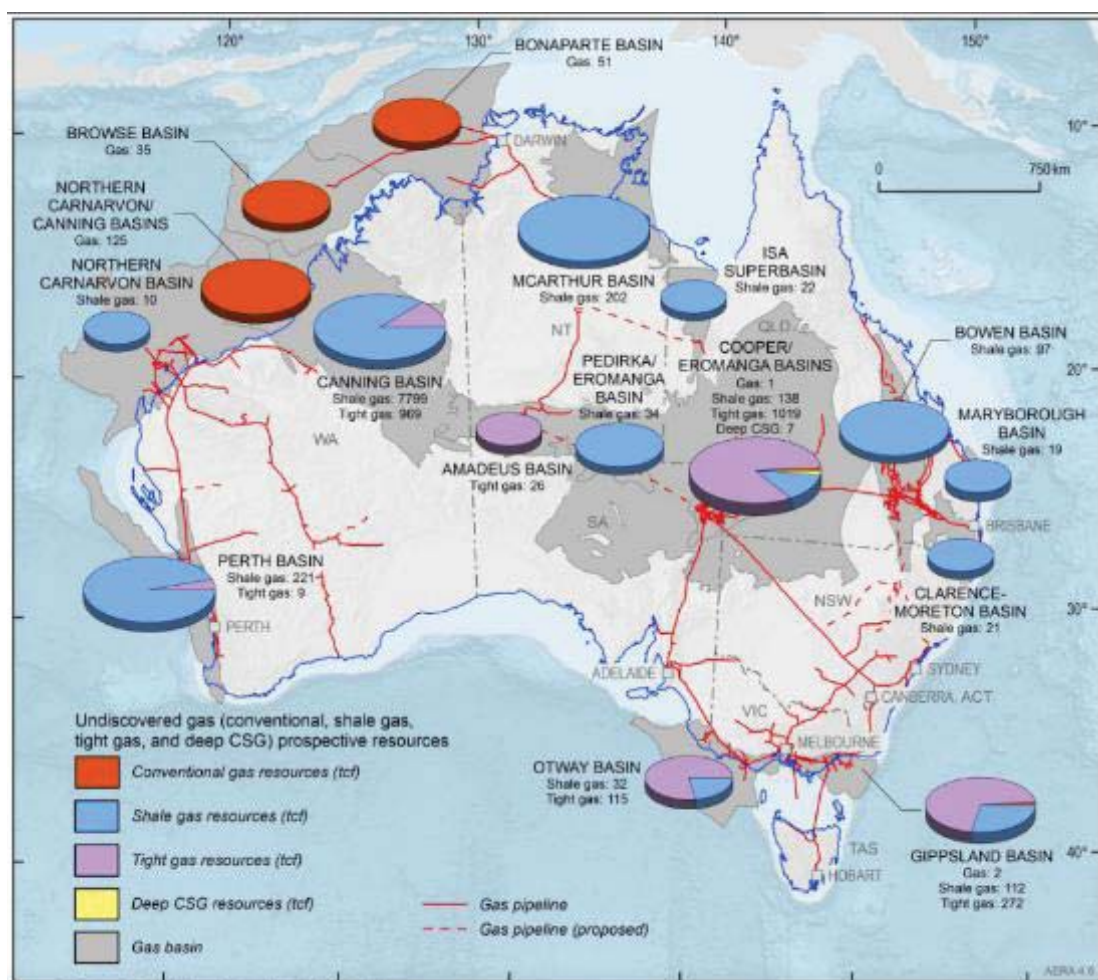 120°
130°
140°
150°
BONAPARTE BASIN
Gas: 51
BROWSE BASIN
Gas: 35
DARWIN
10°
0
750 km
NORTHERN
CARNARVON/
CANNING BASINS
Gas: 125
NORTHERN
CARNARVON BASIN
Shale gas: 10
MCARTHUR BASIN
Shale gas: 202
ISA
SUPERBASIN
Shale gas: 22
NT
QLD
CANNING BASIN
Shale gas: 7799
Tight gas: 969
PEDIRKA/
EROMANGA
BASIN
Shale gas: 34
COOPER/
EROMANGA BASINS
Gas: 1
Shale gas: 138
Tight gas: 1019
Deep CSG: 7
BOWEN BASIN
Shale gas: 97
20°
MARYBOROUGH
BASIN
Shale gas: 19
WA
AMADEUS BASIN
Tight gas: 26
SA
BRISBANE
PERTH BASIN
Shale gas: 221
Tight gas: 9
PERTH
NSW
CLARENCE-
MORETON BASIN
Shale gas: 21
30°
ADELAIDE
SYDNEY
CANBERRA, ACT
VIC
MELBOURNE
OTWAY BASIN
Shale gas: 32
Tight gas: 115
TAS
HOBART
GIPPSLAND BASIN
Gas: 2
Shale gas: 112
Tight gas: 272
40°
Undiscovered gas (conventional, shale gas,
tight gas, and deep CSG) prospective resources
Conventional gas resources (tcf)
Shale gas resources (tcf)
Tight gas resources (tcf)
Deep CSG resources (tcf)
Gas basin
Gas pipeline
Gas pipeline (proposed)